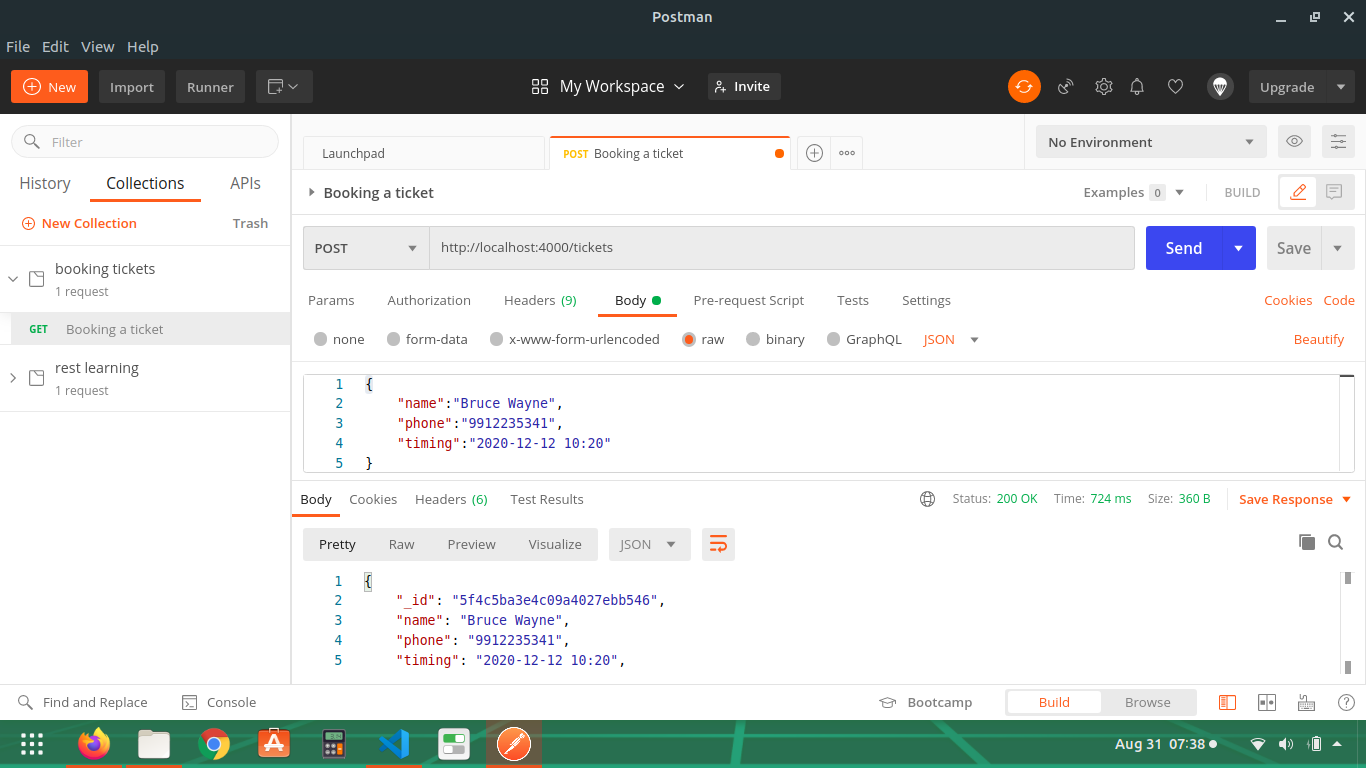 Postman
File Edit View Help
New Import Runner My Workspace Invite Upgrade
Filter
History Collections APIs
New Collection Trash
booking tickets
1 request
GET Booking a ticket
rest learning
1 request
Launchpad POST Booking a ticket No Environment
Booking a ticket Examples 0 BUILD
POST http://localhost:4000/tickets Send Save
Params Authorization Headers (9) Body Pre-request Script Tests Settings Cookies Code
none form-data x-www-form-urlencoded raw binary GraphQL JSON Beautify
1 {
2 "name":"Bruce Wayne",
3 "phone":"9912235341",
4 "timing":"2020-12-12 10:20"
5 }
Body Cookies Headers (6) Test Results Status: 200 OK Time: 724 ms Size: 360 B Save Response
Pretty Raw Preview Visualize JSON
1 {
2 "_id": "5f4c5ba3e4c09a4027ebb546",
3 "name": "Bruce Wayne",
4 "phone": "9912235341",
5 "timing": "2020-12-12 10:20",
Find and Replace Console Bootcamp Build Browse
Aug 31 07:38